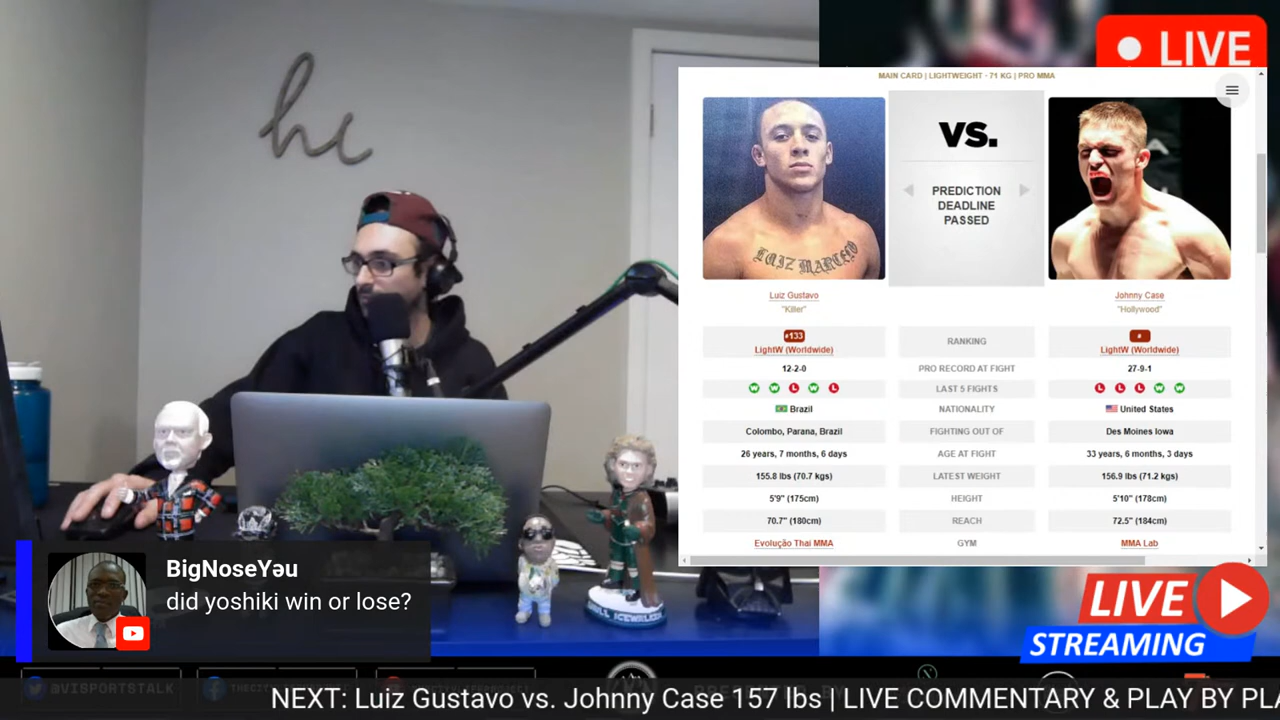 hi
LIVE
MAIN CARD | LIGHTWEIGHT - 71 KG | PRO MMA
VS.
PREDICTION
DEADLINE
PASSED
LUIZ
Luiz Gustavo
"Killer"
Johnny Case
"Hollywood"
#133
LightW (Worldwide)
RANKING
#
LightW (Worldwide)
12-2-0
PRO RECORD AT FIGHT
27-9-1
W W L W L
LAST 5 FIGHTS
L L L W W
Brazil
NATIONALITY
United States
Colombo, Parana, Brazil
FIGHTING OUT OF
Des Moines Iowa
26 years, 7 months, 6 days
AGE AT FIGHT
33 years, 6 months, 3 days
155.8 lbs (70.7 kgs)
LATEST WEIGHT
156.9 lbs (71.2 kgs)
5'9" (175cm)
HEIGHT
5'10" (178cm)
70.7" (180cm)
REACH
72.5" (184cm)
Evolução Thai MMA
GYM
MMA Lab
BigNoseYəu
did yoshiki win or lose?
LIVE
STREAMING
@VISPORTSTALK
NEXT: Luiz Gustavo vs. Johnny Case 157 lbs | LIVE COMMENTARY & PLAY BY PLA